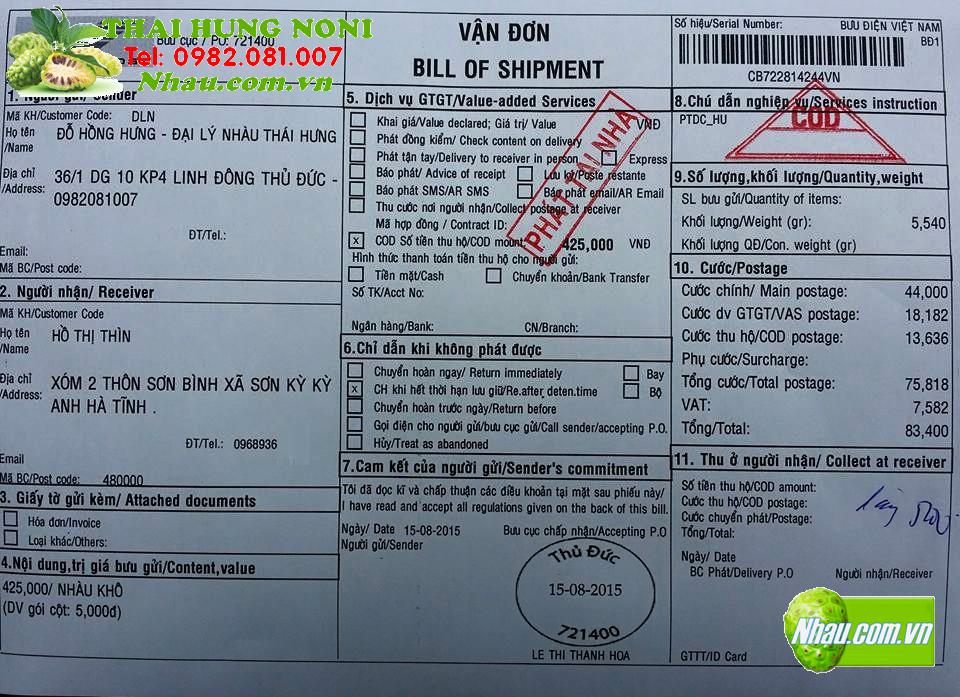 THAI HUNG NONI
Bưu cục / PO: 721400
Tel: 0982.081.007
Nhau.com.vn
VẬN ĐƠN
BILL OF SHIPMENT
Số hiệu/Serial Number:
BƯU ĐIỆN VIỆT NAM
BĐ1
CB722814244VN
1. Người gửi/ Sender
Mã KH/Customer Code: DLN
Họ tên
/Name
ĐỖ HỒNG HƯNG - ĐẠI LÝ NHÀU THÁI HƯNG
Địa chỉ
/Address:
36/1 DG 10 KP4 LINH ĐÔNG THỦ ĐỨC -
0982081007
ĐT/Tel.:
Email:
Mã BC/Post code:
2. Người nhận/ Receiver
Mã KH/Customer Code
Họ tên
/Name
HỒ THỊ THÌN
Địa chỉ
/Address:
XÓM 2 THÔN SƠN BÌNH XÃ SƠN KỲ KỲ
ANH HÀ TĨNH .
ĐT/Tel.: 0968936
Email
Mã BC/Post code: 480000
3. Giấy tờ gửi kèm/ Attached documents
Hóa đơn/Invoice
Loại khác/Others:
4.Nội dung,trị giá bưu gửi/Content,value
425,000/ NHÀU KHÔ
(DV gói cột: 5,000đ)
5. Dịch vụ GTGT/Value-added Services
Khai giá/Value declared; Giá trị/ Value VNĐ
Phát đồng kiểm/ Check content on delivery
Phát tận tay/Delivery to receiver in person Express
Báo phát/ Advice of receipt Lưu ký/Poste restante
Báo phát SMS/AR SMS Báo phát email/AR Email
Thu cước nơi người nhận/Collect postage at receiver
Mã hợp đồng / Contract ID:
x COD Số tiền thu hộ/COD mount: 425,000 VNĐ
Hình thức thanh toán tiền thu hộ cho người gửi:
Tiền mặt/Cash Chuyển khoản/Bank Transfer
Số TK/Acct No:
Ngân hàng/Bank: CN/Branch:
PHÁT TẠI NHÀ
6.Chỉ dẫn khi không phát được
Chuyển hoàn ngay/ Return immediately Bay
x CH khi hết thời hạn lưu giữ/Re.after deten.time Bộ
Chuyển hoàn trước ngày/Return before
Gọi điện cho người gửi/bưu cục gửi/Call sender/accepting P.O.
Hủy/Treat as abandoned
7.Cam kết của người gửi/Sender's commitment
Tôi đã đọc kĩ và chấp thuận các điều khoản tại mặt sau phiếu này/
I have read and accept all regulations given on the back of this bill.
Ngày/ Date 15-08-2015 Bưu cục chấp nhận/Accepting P.O
Người gửi/Sender
Thủ Đức
15-08-2015
721400
LE THI THANH HOA
8.Chú dẫn nghiệp vụ/Services instruction
PTDC_HU
COD
9.Số lượng,khối lượng/Quantity,weight
SL bưu gửi/Quantity of items:
Khối lượng/Weight (gr): 5,540
Khối lượng QĐ/Con. weight (gr)
10. Cước/Postage
Cước chính/ Main postage: 44,000
Cước dv GTGT/VAS postage: 18,182
Cước thu hộ/COD postage: 13,636
Phụ cước/Surcharge:
Tổng cước/Total postage: 75,818
VAT: 7,582
Tổng/Total: 83,400
11. Thu ở người nhận/ Collect at receiver
Số tiền thu hộ/COD amount:
Cước thu hộ/COD postage:
Cước chuyển phát/Postage:
Tổng/Total:
Ngày/ Date
BC Phát/Delivery P.O Người nhận/Receiver
Nhau.com.vn
GTTT/ID Card